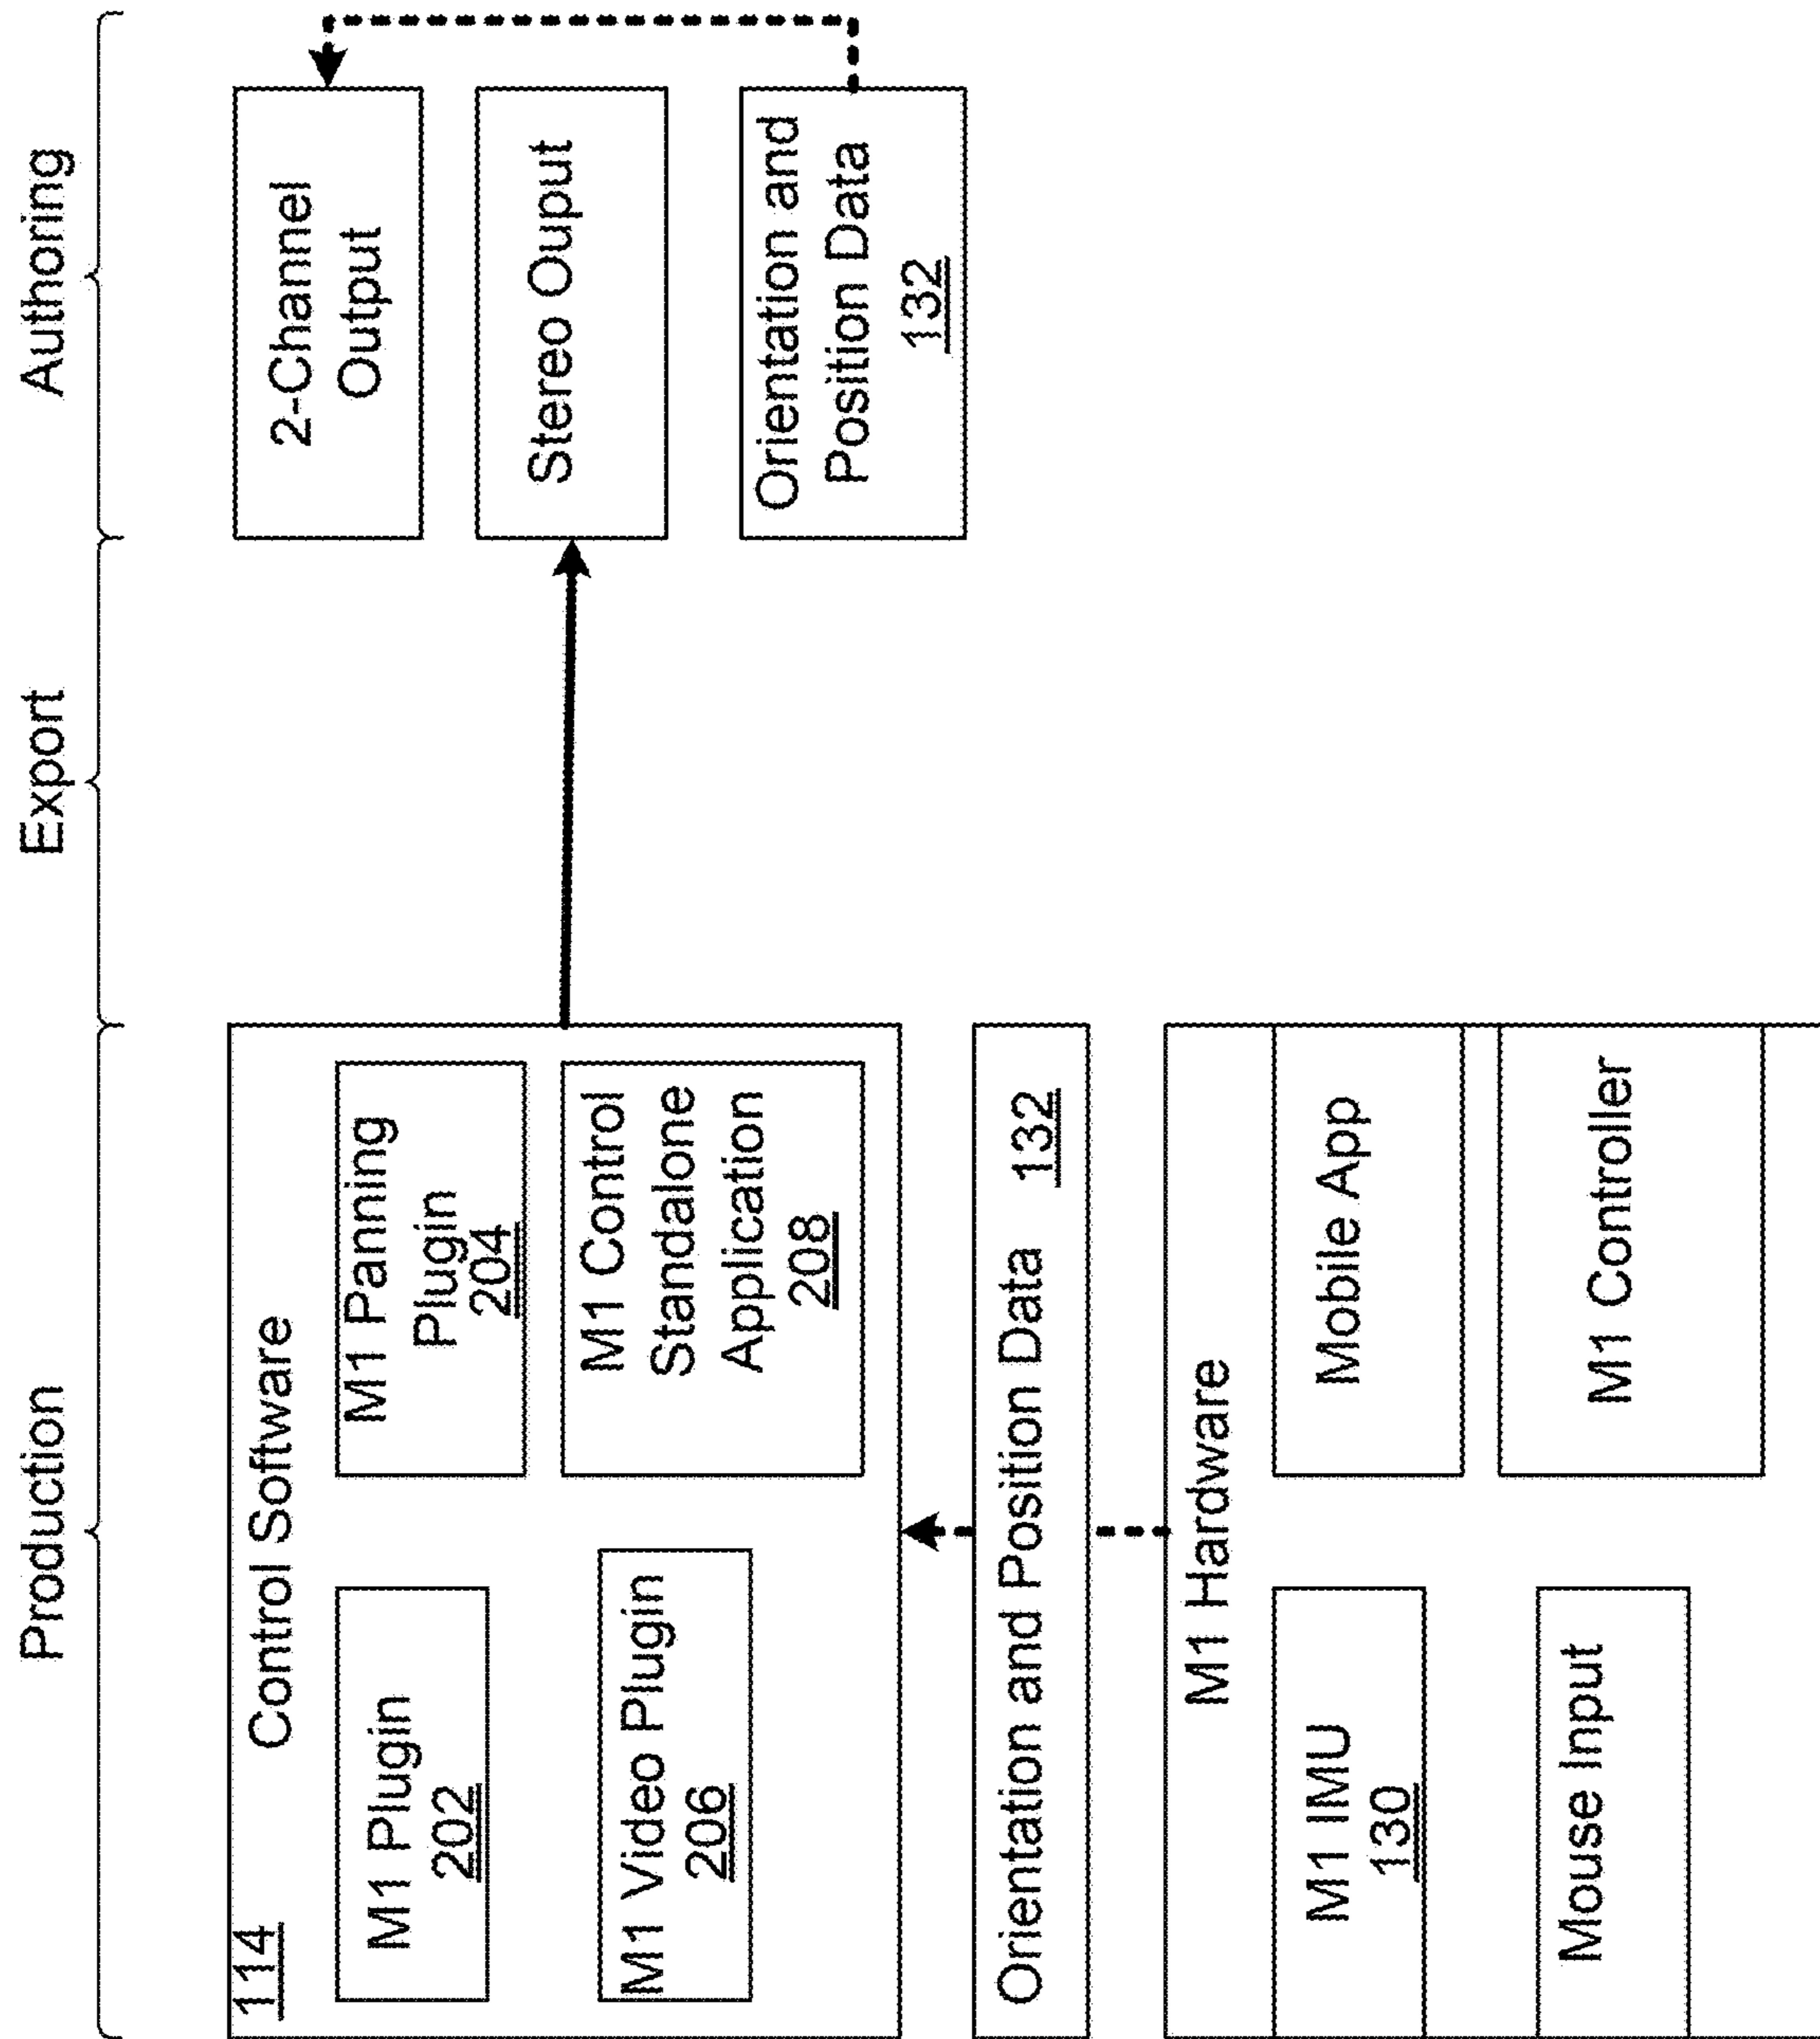 Production
Export
Authoring
114
Control Software
M1 Plugin
202
M1 Panning
Plugin
204
M1 Video Plugin
206
M1 Control
Standalone
Application
208
Orientation and Position Data 132
M1 Hardware
M1 IMU
130
Mobile App
Mouse Input
M1 Controller
2-Channel
Output
Stereo Ouput
Orientation and
Position Data
132